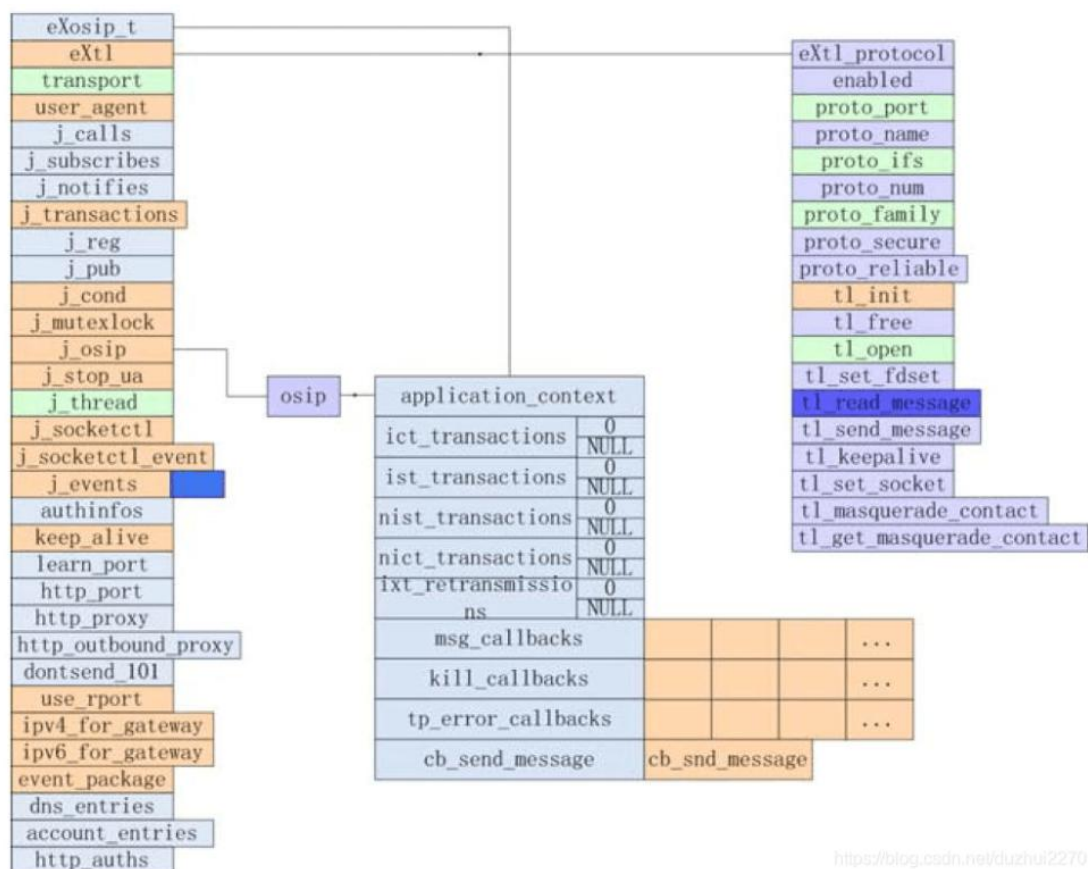 eXosip_t
eXtl
transport
user_agent
j_calls
j_subscribes
j_notifies
j_transactions
j_reg
j_pub
j_cond
j_mutexlock
j_osip
j_stop_ua
j_thread
j_socketctl
j_socketctl_event
j_events
authinfos
keep_alive
learn_port
http_port
http_proxy
http_outbound_proxy
dontsend_101
use_rport
ipv4_for_gateway
ipv6_for_gateway
event_package
dns_entries
account_entries
http_auths
osip
application_context
ict_transactions
0
NULL
ist_transactions
0
NULL
nist_transactions
0
NULL
nict_transactions
0
NULL
ixt_retransmissio
ns
0
NULL
msg_callbacks
...
kill_callbacks
...
tp_error_callbacks
...
cb_send_message
cb_snd_message
eXtl_protocol
enabled
proto_port
proto_name
proto_ifs
proto_num
proto_family
proto_secure
proto_reliable
tl_init
tl_free
tl_open
tl_set_fdset
tl_read_message
tl_send_message
tl_keepalive
tl_set_socket
tl_masquerade_contact
tl_get_masquerade_contact
https://blog.csdn.net/duzhui2270